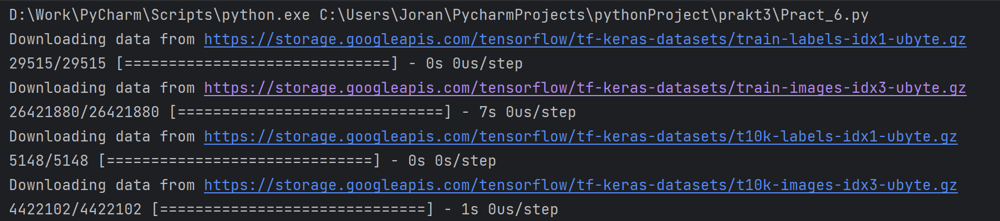 D:\Work\PyCharm\Scripts\python.exe C:\Users\Joran\PycharmProjects\pythonProject\prakt3\Pract_6.py
Downloading data from https://storage.googleapis.com/tensorflow/tf-keras-datasets/train-labels-idx1-ubyte.gz
29515/29515 [==============================] - 0s 0us/step
Downloading data from https://storage.googleapis.com/tensorflow/tf-keras-datasets/train-images-idx3-ubyte.gz
26421880/26421880 [==============================] - 7s 0us/step
Downloading data from https://storage.googleapis.com/tensorflow/tf-keras-datasets/t10k-labels-idx1-ubyte.gz
5148/5148 [==============================] - 0s 0s/step
Downloading data from https://storage.googleapis.com/tensorflow/tf-keras-datasets/t10k-images-idx3-ubyte.gz
4422102/4422102 [==============================] - 1s 0us/step